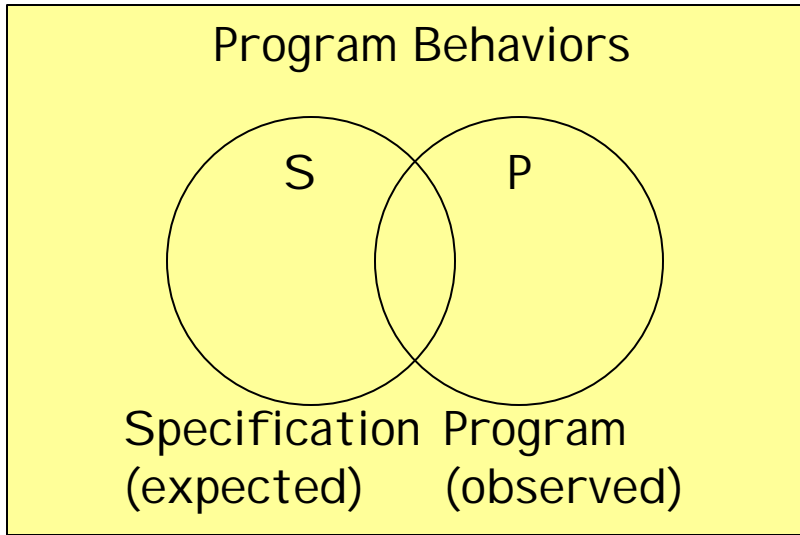 Program Behaviors
S P
Specification Program
(expected) (observed)